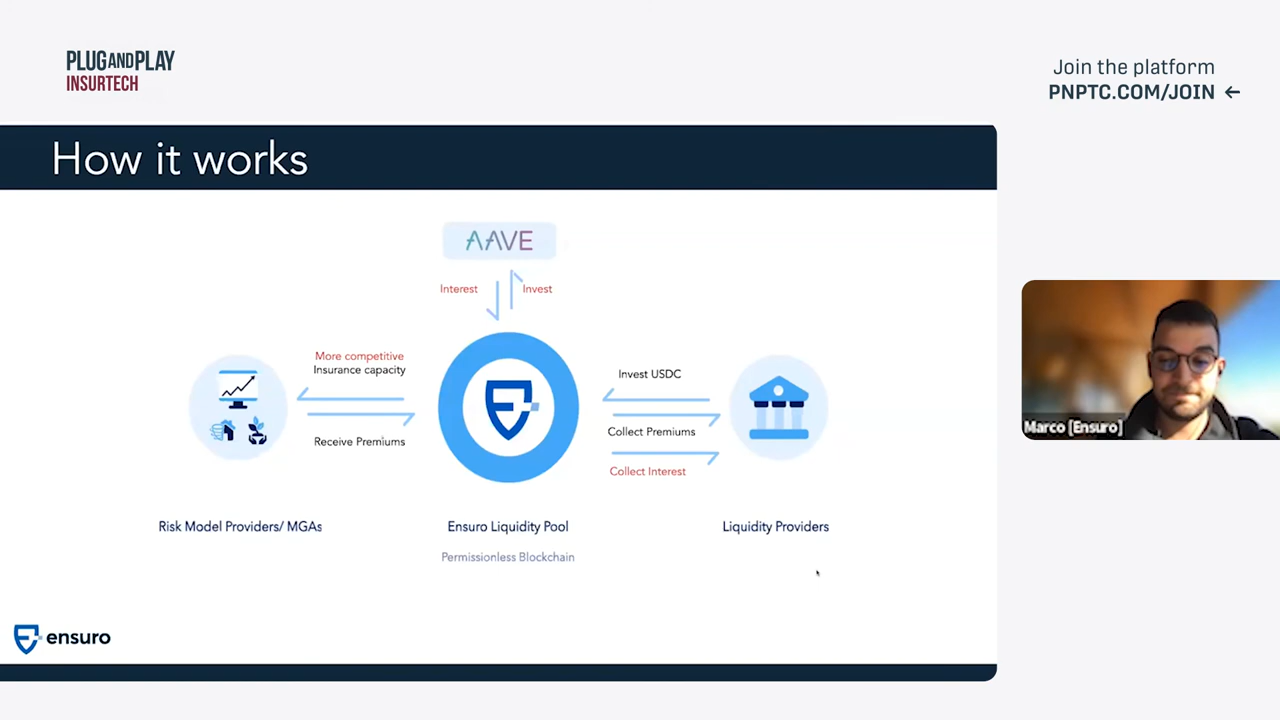 PLUGANDPLAY
INSURTECH
Join the platform
PNPTC.COM/JOIN ←
How it works
AAVE
Interest
Invest
More competitive
Insurance capacity
Receive Premiums
Invest USDC
Collect Premiums
Collect Interest
Risk Model Providers/ MGAs
Ensuro Liquidity Pool
Permissionless Blockchain
Liquidity Providers
ensuro
Marco [Ensuro]